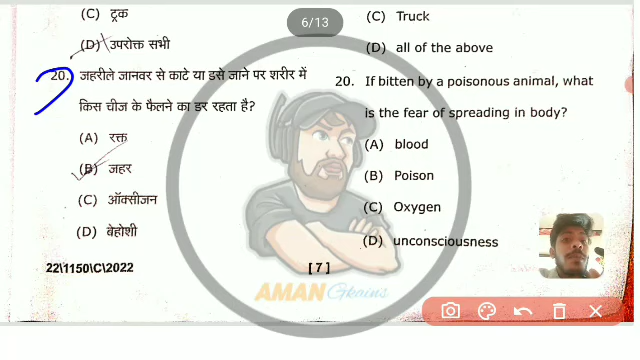 6/13
(C) ट्रक
(D) उपरोक्त सभी
20. जहरीले जानवर से काटे या डसे जाने पर शरीर में
किस चीज के फैलने का डर रहता है?
(A) रक्त
(B) जहर
(C) ऑक्सीजन
(D) बेहोशी
22\1150\C\2022
(C) Truck
(D) all of the above
20. If bitten by a poisonous animal, what
is the fear of spreading in body?
(A) blood
(B) Poison
(C) Oxygen
(D) unconsciousness
[ 7 ]
AMAN Gkains